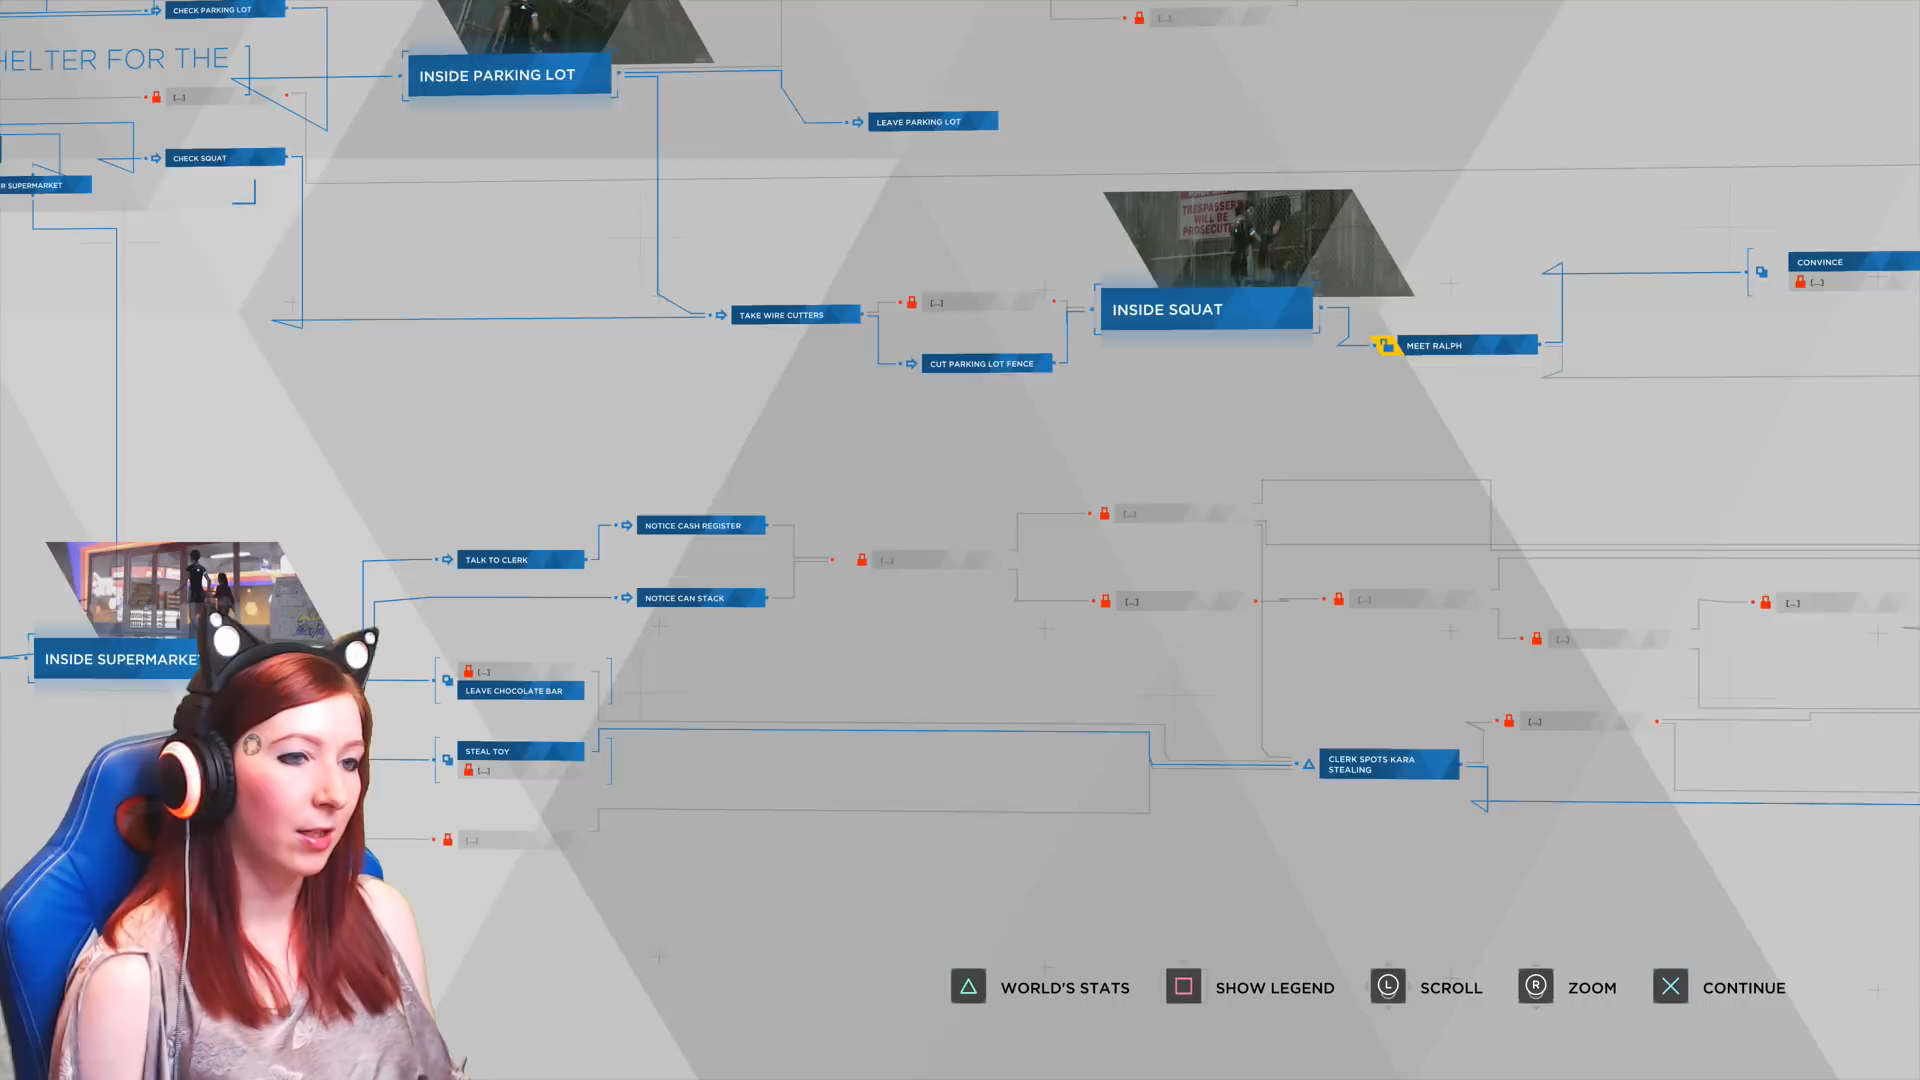 CHECK PARKING LOT
HELTER FOR THE
[...]
INSIDE PARKING LOT
[...]
LEAVE PARKING LOT
CHECK SQUAT
R SUPERMARKET
TRESPASSERS
WILL BE
PROSECUTE
CONVINCE
[...]
[...]
TAKE WIRE CUTTERS
CUT PARKING LOT FENCE
INSIDE SQUAT
MEET RALPH
NOTICE CASH REGISTER
TALK TO CLERK
NOTICE CAN STACK
[...]
[...]
[...]
[...]
[...]
[...]
INSIDE SUPERMARKE
[...]
LEAVE CHOCOLATE BAR
STEAL TOY
[...]
[...]
[...]
CLERK SPOTS KARA
STEALING
WORLD'S STATS
SHOW LEGEND
L
SCROLL
R
ZOOM
CONTINUE